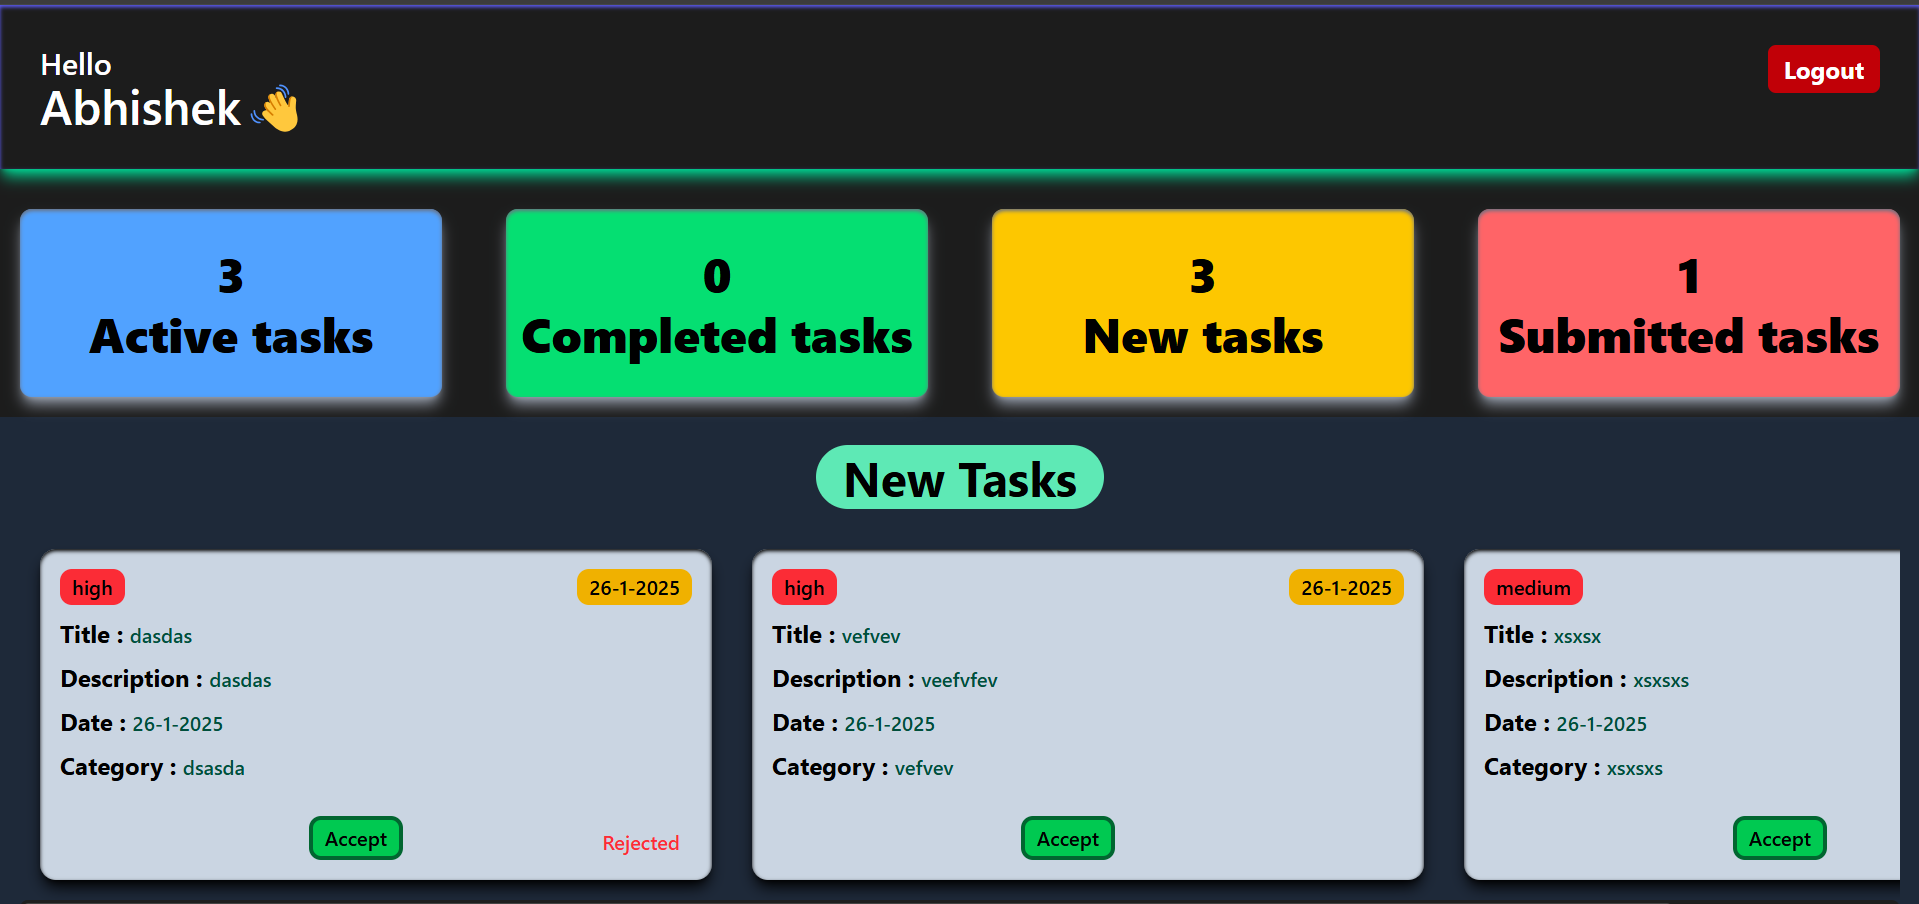 Hello
Abhishek 👋
Logout
3
Active tasks
0
Completed tasks
3
New tasks
1
Submitted tasks
New Tasks
high
26-1-2025
Title : dasdas
Description : dasdas
Date : 26-1-2025
Category : dsasda
Accept
Rejected
high
26-1-2025
Title : vefvev
Description : veefvfev
Date : 26-1-2025
Category : vefvev
Accept
medium
Title : xsxsx
Description : xsxsxs
Date : 26-1-2025
Category : xsxsxs
Accept